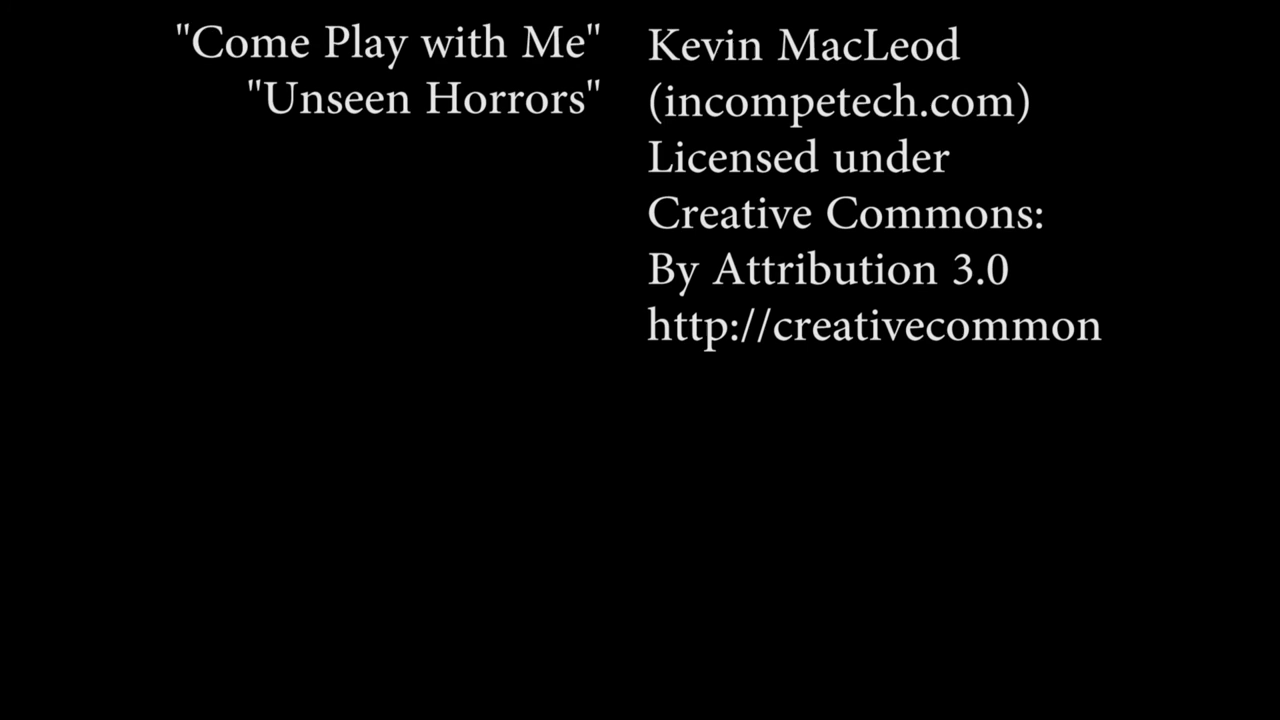 "Come Play with Me"
"Unseen Horrors"
Kevin MacLeod
(incompetech.com)
Licensed under
Creative Commons:
By Attribution 3.0
http://creativecommon